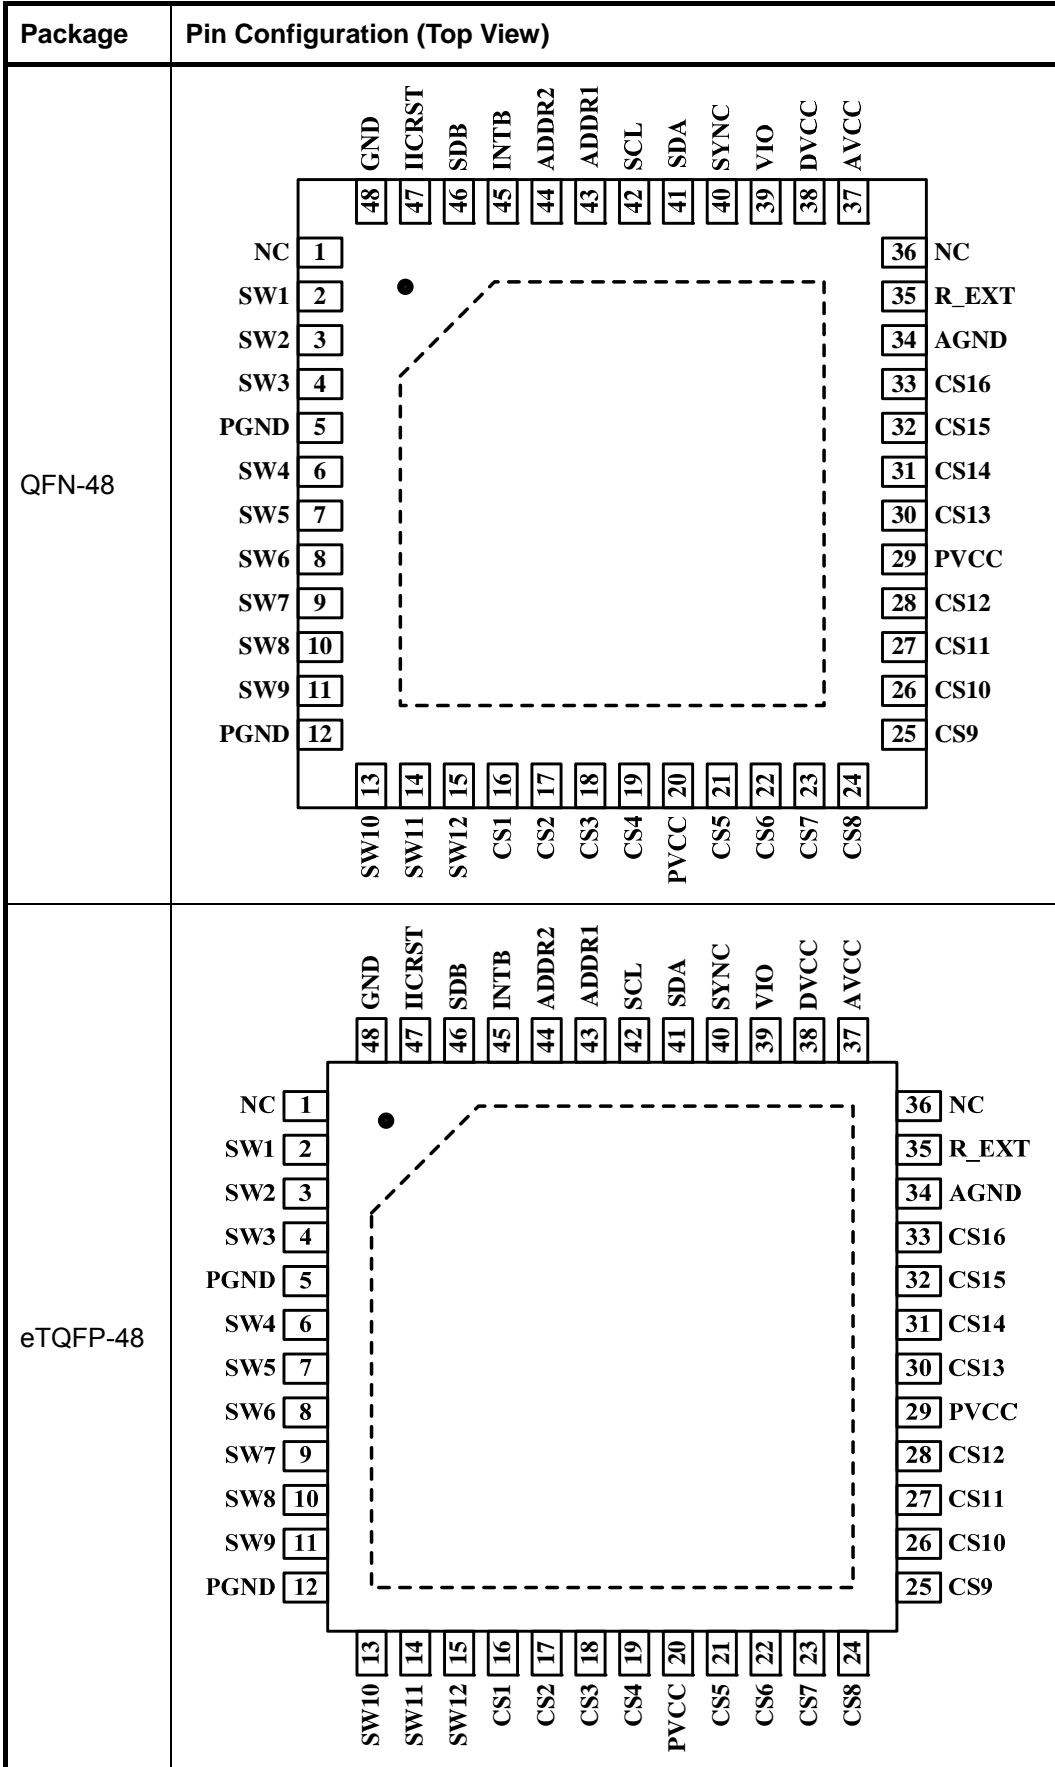 Package Pin Configuration (Top View)
QFN-48
GND IICRST SDB INTB ADDR2 ADDR1 SCL SDA SYNC VIO DVCC AVCC
48 47 46 45 44 43 42 41 40 39 38 37
NC 1 36 NC
SW1 2 35 R_EXT
SW2 3 34 AGND
SW3 4 33 CS16
PGND 5 32 CS15
SW4 6 31 CS14
SW5 7 30 CS13
SW6 8 29 PVCC
SW7 9 28 CS12
SW8 10 27 CS11
SW9 11 26 CS10
PGND 12 25 CS9
13 14 15 16 17 18 19 20 21 22 23 24
SW10 SW11 SW12 CS1 CS2 CS3 CS4 PVCC CS5 CS6 CS7 CS8
eTQFP-48
GND IICRST SDB INTB ADDR2 ADDR1 SCL SDA SYNC VIO DVCC AVCC
48 47 46 45 44 43 42 41 40 39 38 37
NC 1 36 NC
SW1 2 35 R_EXT
SW2 3 34 AGND
SW3 4 33 CS16
PGND 5 32 CS15
SW4 6 31 CS14
SW5 7 30 CS13
SW6 8 29 PVCC
SW7 9 28 CS12
SW8 10 27 CS11
SW9 11 26 CS10
PGND 12 25 CS9
13 14 15 16 17 18 19 20 21 22 23 24
SW10 SW11 SW12 CS1 CS2 CS3 CS4 PVCC CS5 CS6 CS7 CS8